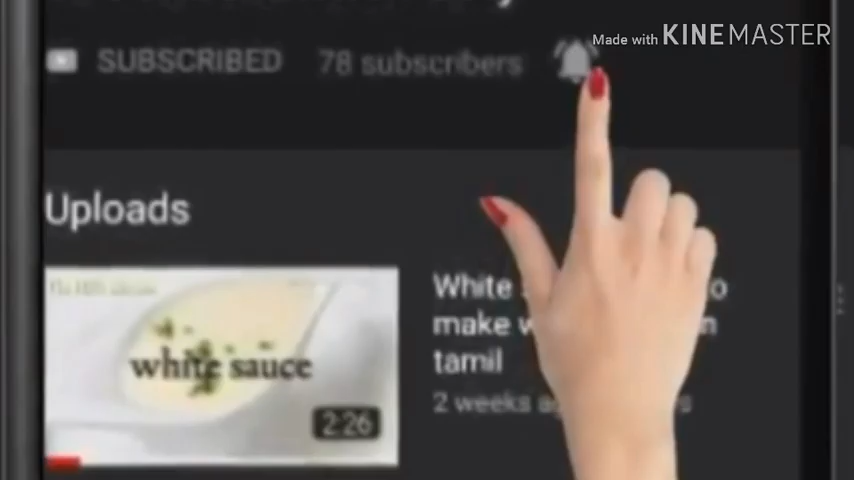 Made with KINEMASTER
SUBSCRIBED 78 subscribers
Uploads
White
make
tamil
2 weeks
white sauce
2:26